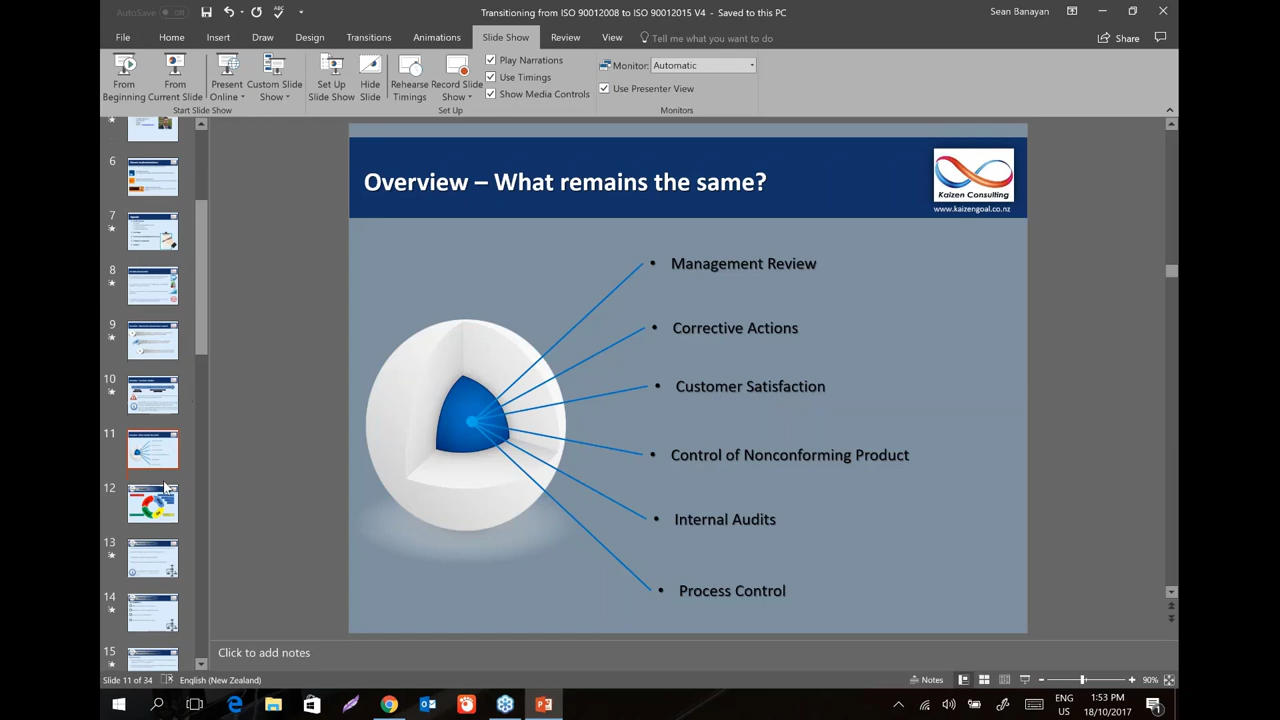 AutoSave Off
Transitioning from ISO 90012008 to ISO 90012015 V4 - Saved to this PC
Sean Banayan
File Home Insert Draw Design Transitions Animations Slide Show Review View Tell me what you want to do
Share
From Beginning
From Current Slide
Present Online
Custom Slide Show
Start Slide Show
Set Up Slide Show
Hide Slide
Rehearse Timings
Record Slide Show
Play Narrations
Use Timings
Show Media Controls
Set Up
Monitor: Automatic
Use Presenter View
Monitors
6
7
8
9
10
11
12
13
14
15
Overview – What remains the same?
Kaizen Consulting
www.kaizengoal.co.nz
• Management Review
• Corrective Actions
• Customer Satisfaction
• Control of Nonconforming Product
• Internal Audits
• Process Control
Click to add notes
Slide 11 of 34
English (New Zealand)
Notes
90%
ENG
US
1:53 PM
18/10/2017
1